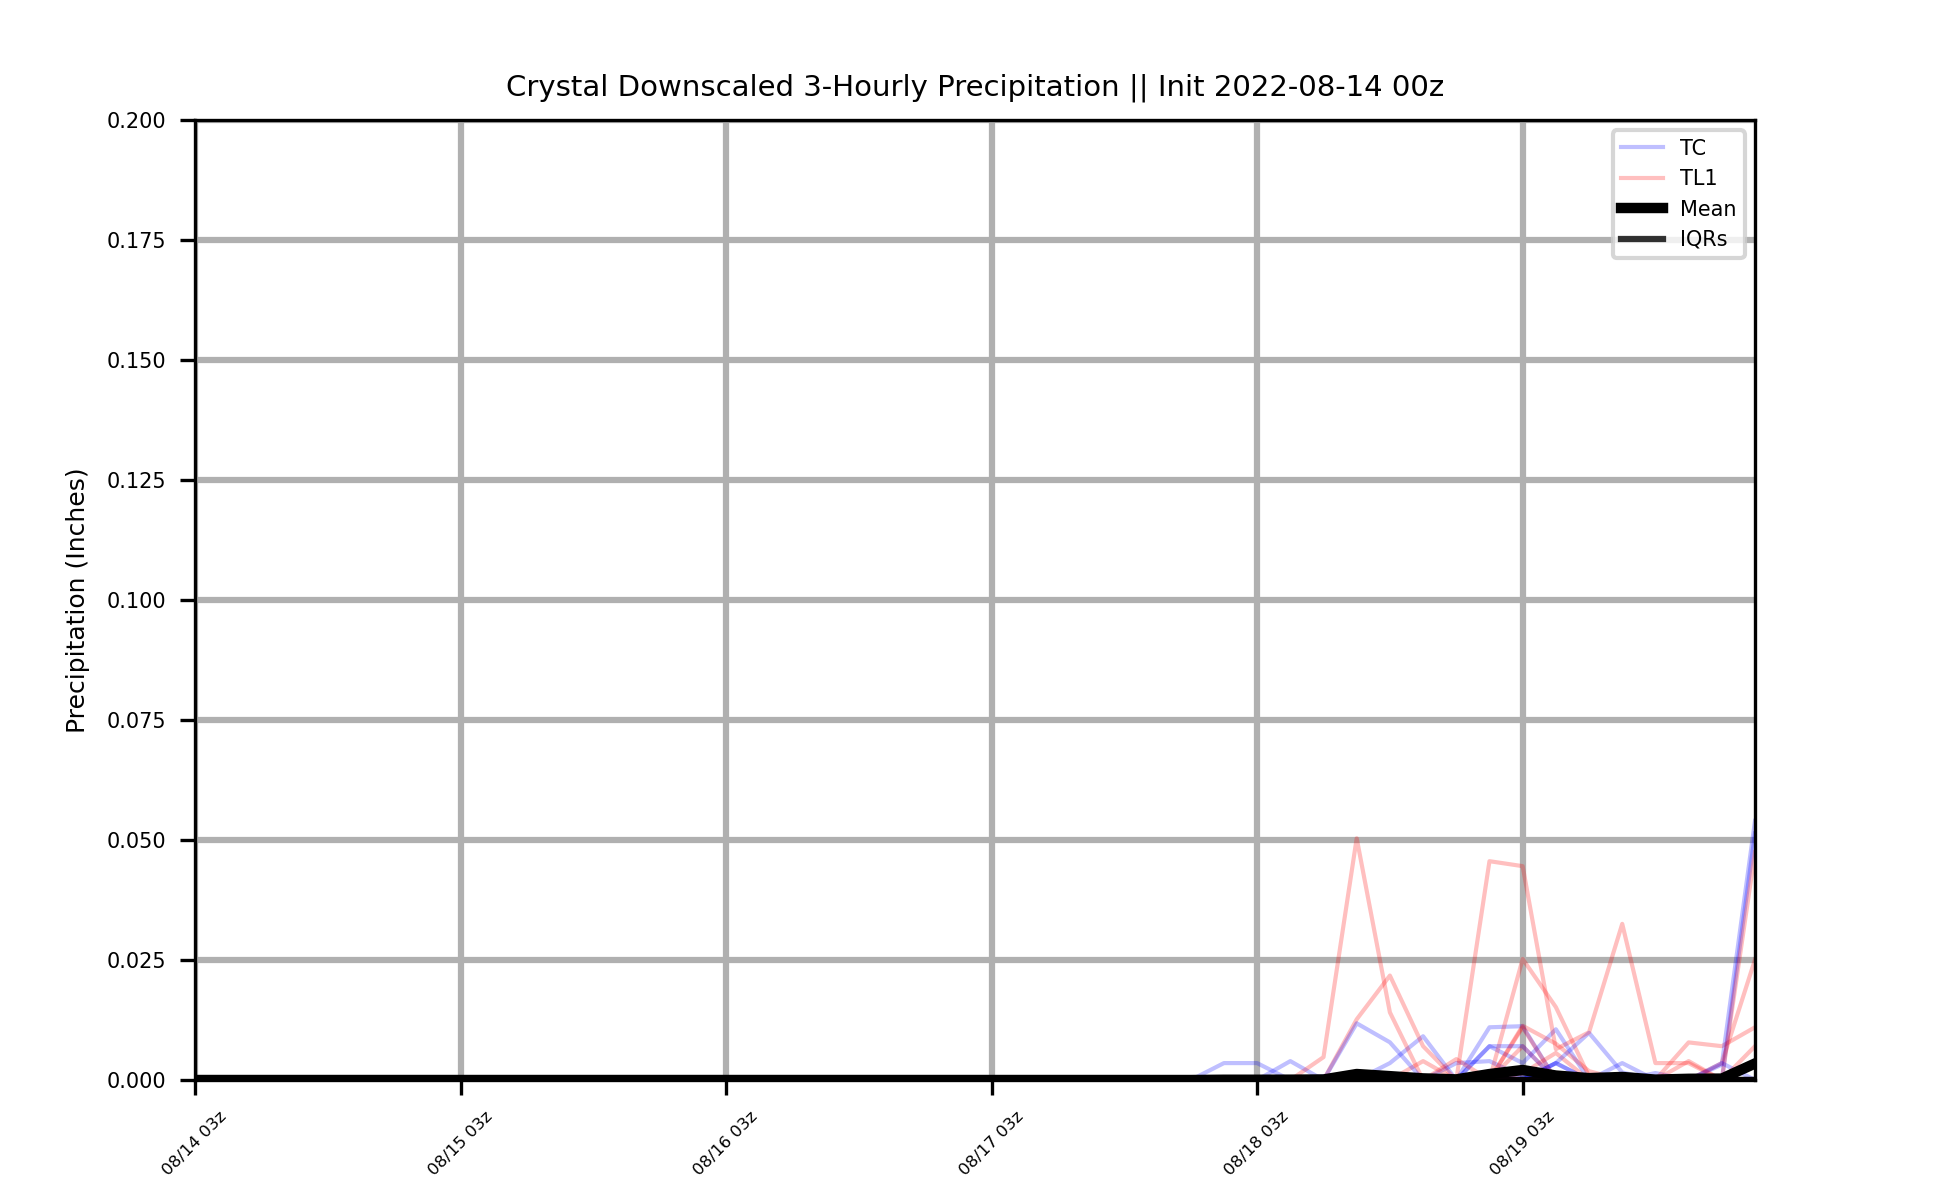 Crystal Downscaled 3-Hourly Precipitation || Init 2022-08-14 00z
0.200
0.175
0.150
0.125
0.100
0.075
0.050
0.025
0.000
Precipitation (Inches)
TC
TL1
Mean
IQRs
08/14 03z
08/15 03z
08/16 03z
08/17 03z
08/18 03z
08/19 03z